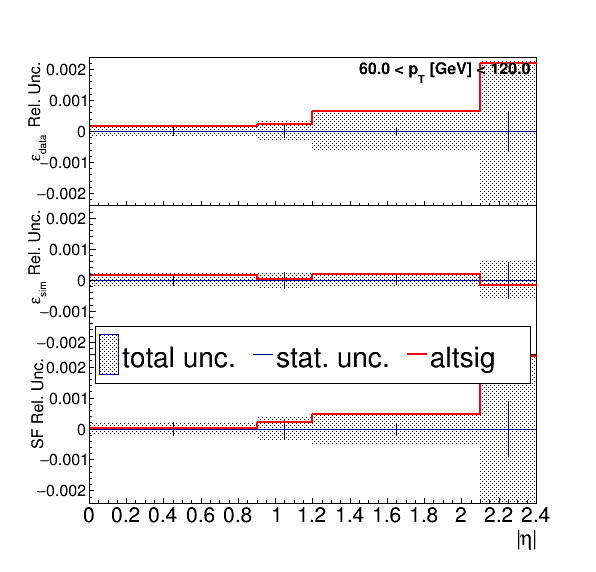 60.0 < p_T [GeV] < 120.0
ε_data Rel. Unc.
0.002
0.001
0
−0.001
−0.002
ε_sim Rel. Unc.
0.002
0.001
0
−0.001
−0.002
total unc. stat. unc. altsig
SF Rel. Unc.
0.002
0.001
0
−0.001
−0.002
0 0.2 0.4 0.6 0.8 1 1.2 1.4 1.6 1.8 2 2.2 2.4
|η|